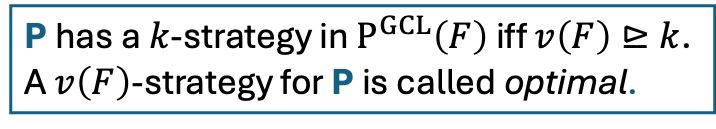 P has a 𝑘-strategy in P^GCL(𝐹) iff 𝑣(𝐹) ⊵ 𝑘.
A 𝑣(𝐹)-strategy for P is called optimal.